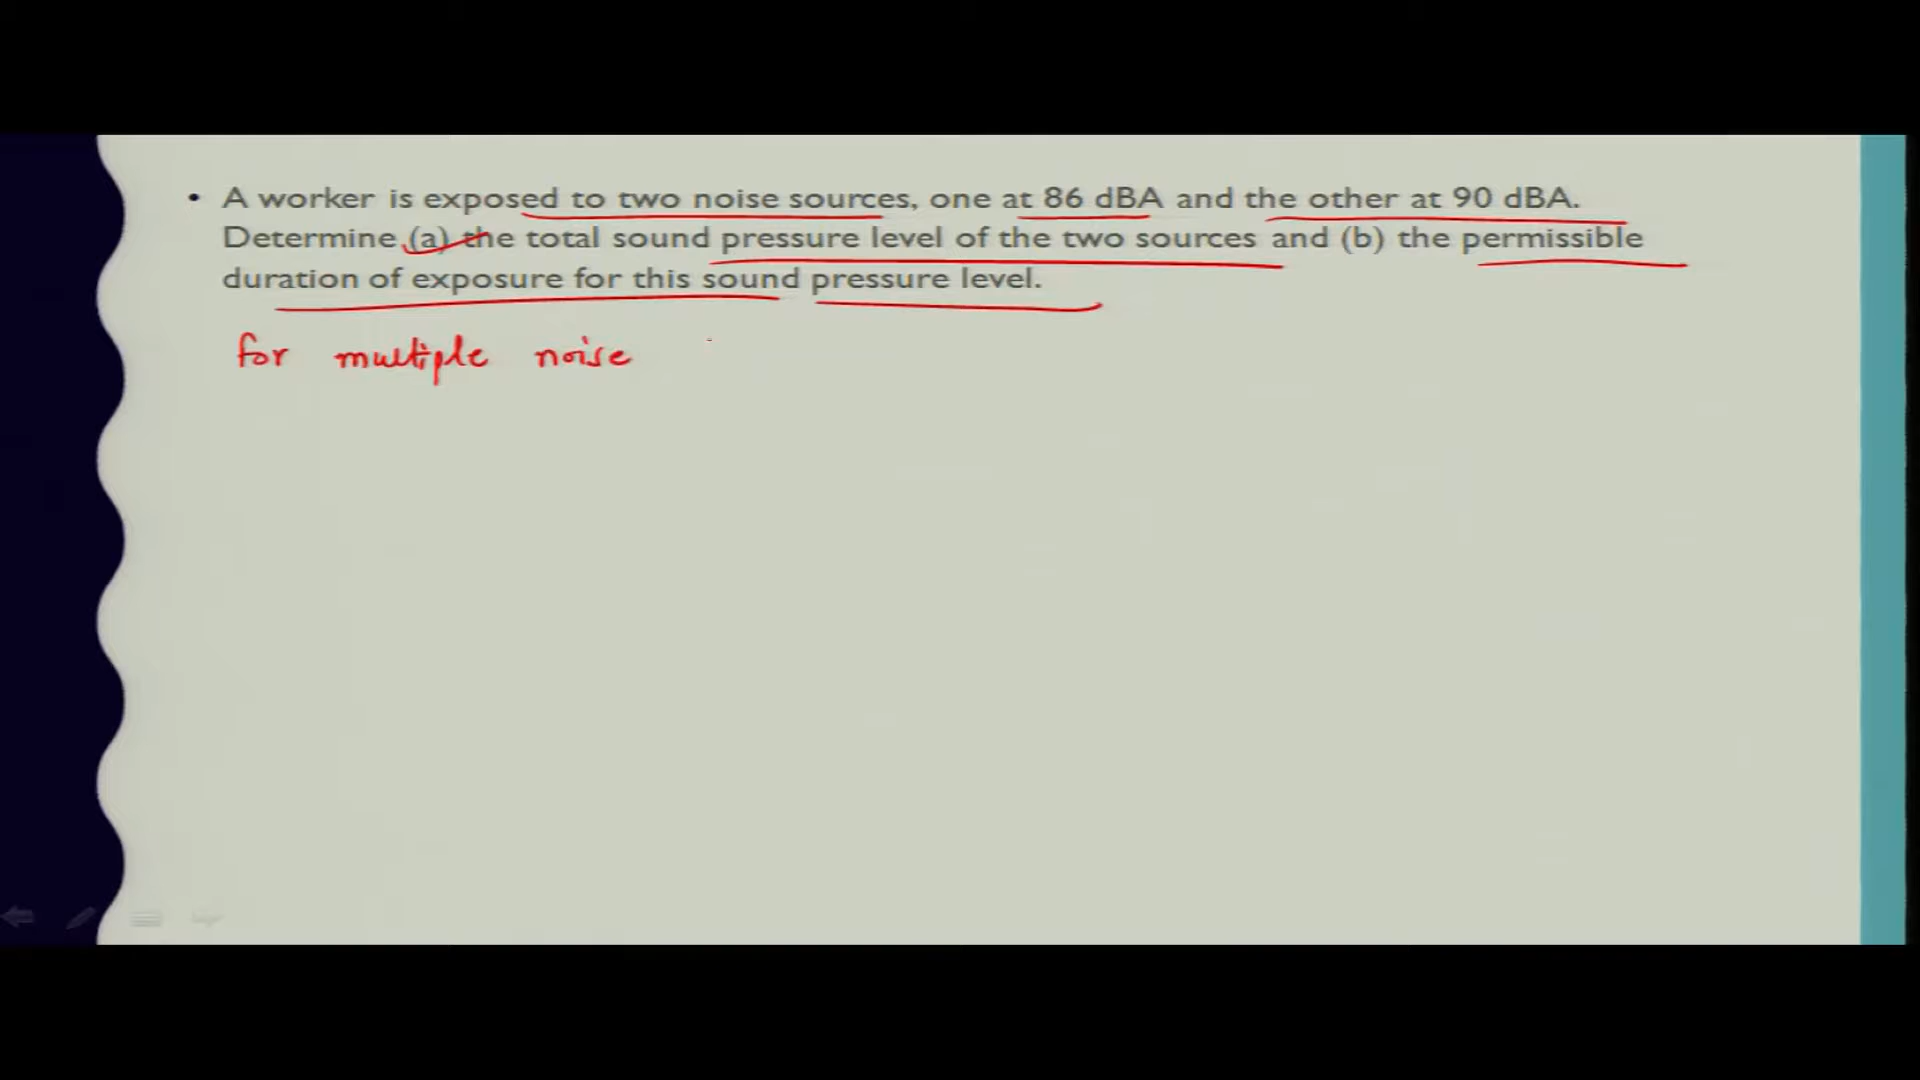 • A worker is exposed to two noise sources, one at 86 dBA and the other at 90 dBA.
Determine (a) the total sound pressure level of the two sources and (b) the permissible
duration of exposure for this sound pressure level.
for multiple noise